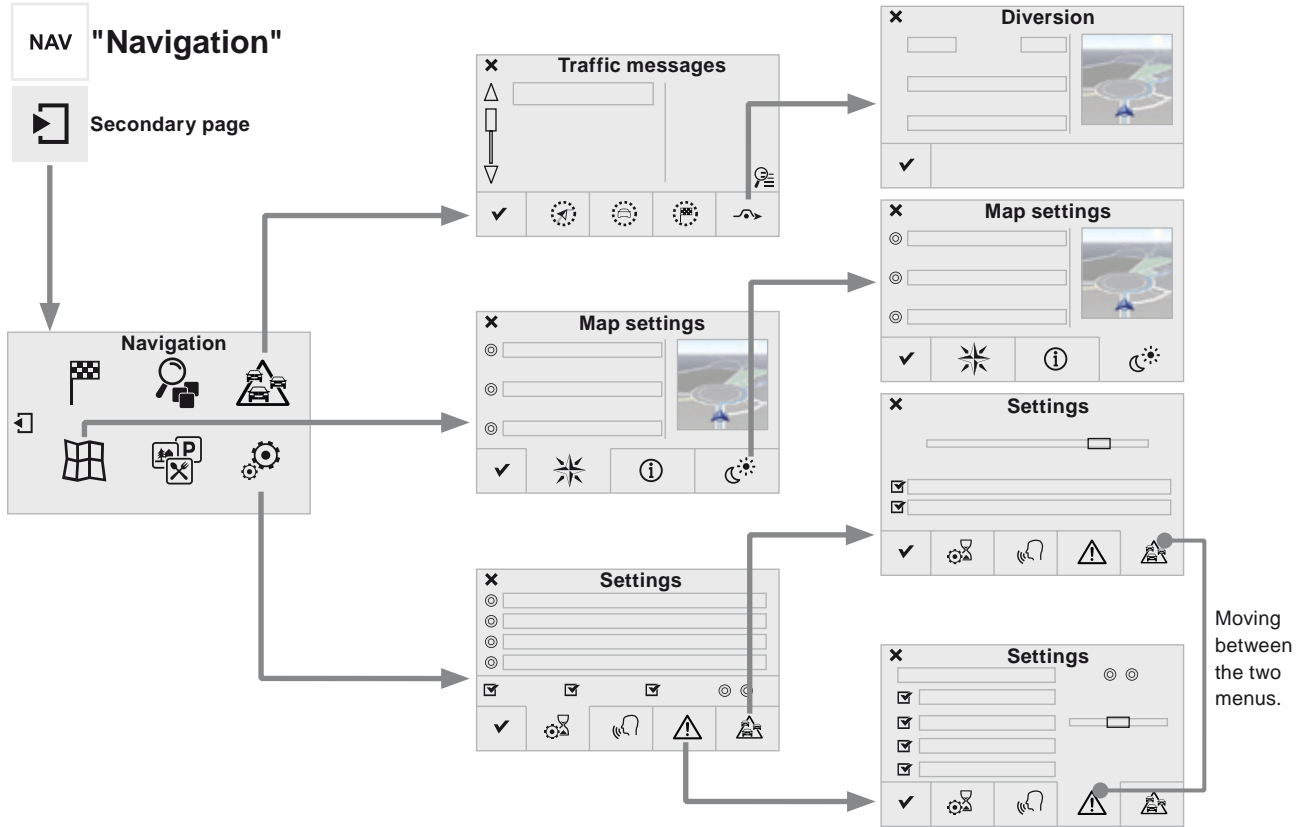 NAV "Navigation"
Secondary page
Navigation
P
Traffic messages
Map settings
Settings
Diversion
Map settings
Settings
Settings
Moving
between
the two
menus.